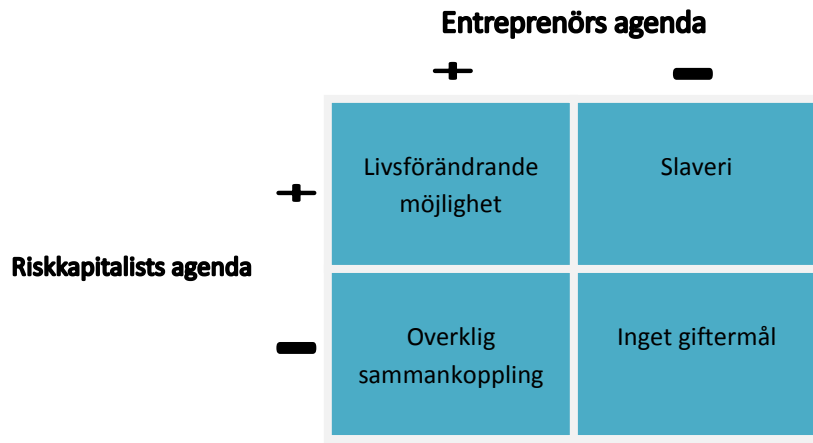 Entreprenörs agenda
+ −
Livsförändrande
möjlighet
Slaveri
+
Riskkapitalists agenda
−
Overklig
sammankoppling
Inget giftermål